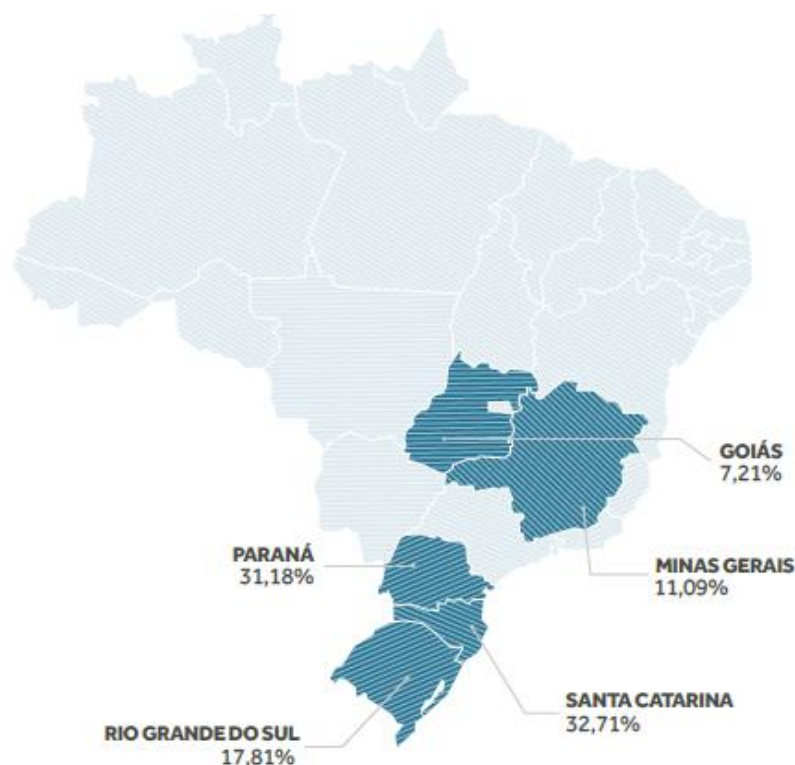 GOIÁS
7,21%
PARANÁ
31,18%
MINAS GERAIS
11,09%
SANTA CATARINA
32,71%
RIO GRANDE DO SUL
17,81%